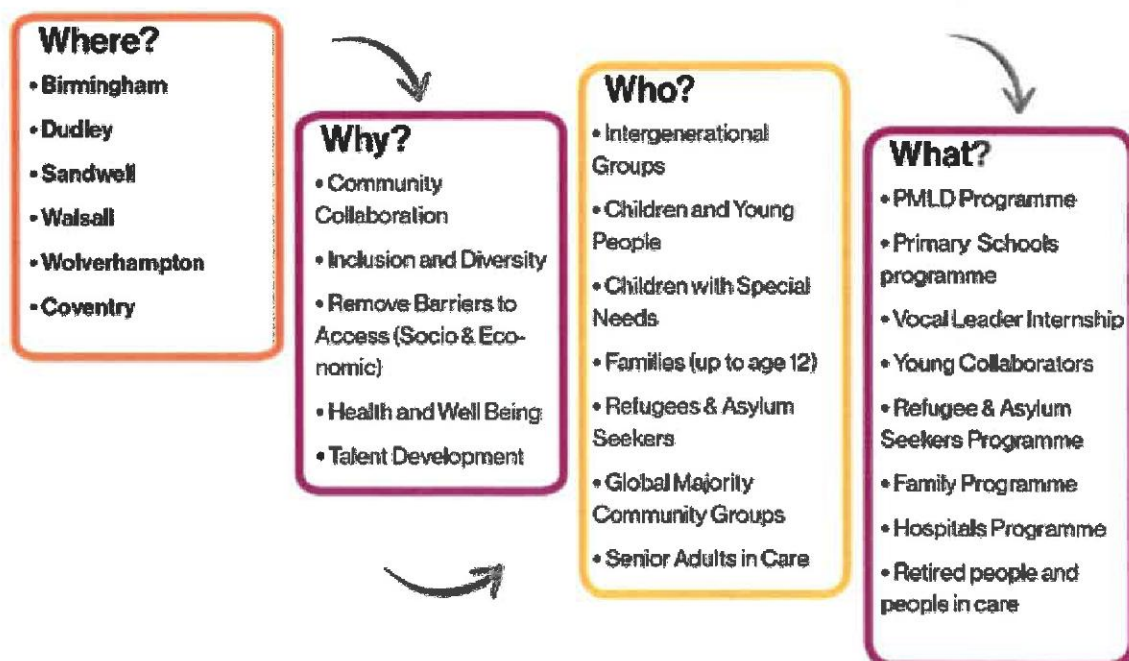 Where?
• Birmingham
• Dudley
• Sandwell
• Walsall
• Wolverhampton
• Coventry
Why?
• Community
Collaboration
• Inclusion and Diversity
• Remove Barriers to
Access (Socio & Eco-
nomic)
• Health and Well Being
• Talent Development
Who?
• Intergenerational
Groups
• Children and Young
People
• Children with Special
Needs
• Families (up to age 12)
• Refugees & Asylum
Seekers
• Global Majority
Community Groups
• Senior Adults in Care
What?
• PMLD Programme
• Primary Schools
programme
• Vocal Leader Internship
• Young Collaborators
• Refugee & Asylum
Seekers Programme
• Family Programme
• Hospitals Programme
• Retired people and
people in care